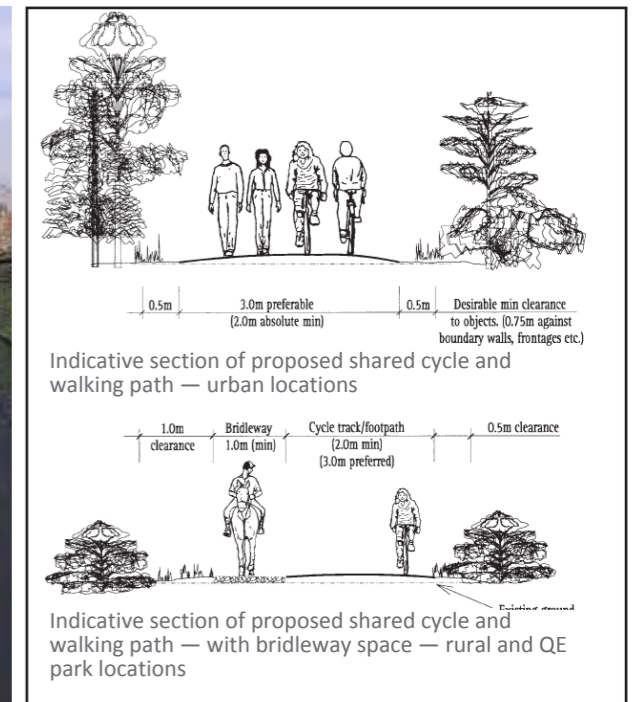 0.5m 3.0m preferable 0.5m Desirable min clearance
(2.0m absolute min) to objects. (0.75m against
boundary walls, frontages etc.)
Indicative section of proposed shared cycle and
walking path — urban locations
1.0m Bridleway Cycle track/footpath 0.5m clearance
clearance 1.0m (min) (2.0m min)
(3.0m preferred)
Existing ground
Indicative section of proposed shared cycle and
walking path — with bridleway space — rural and QE
park locations